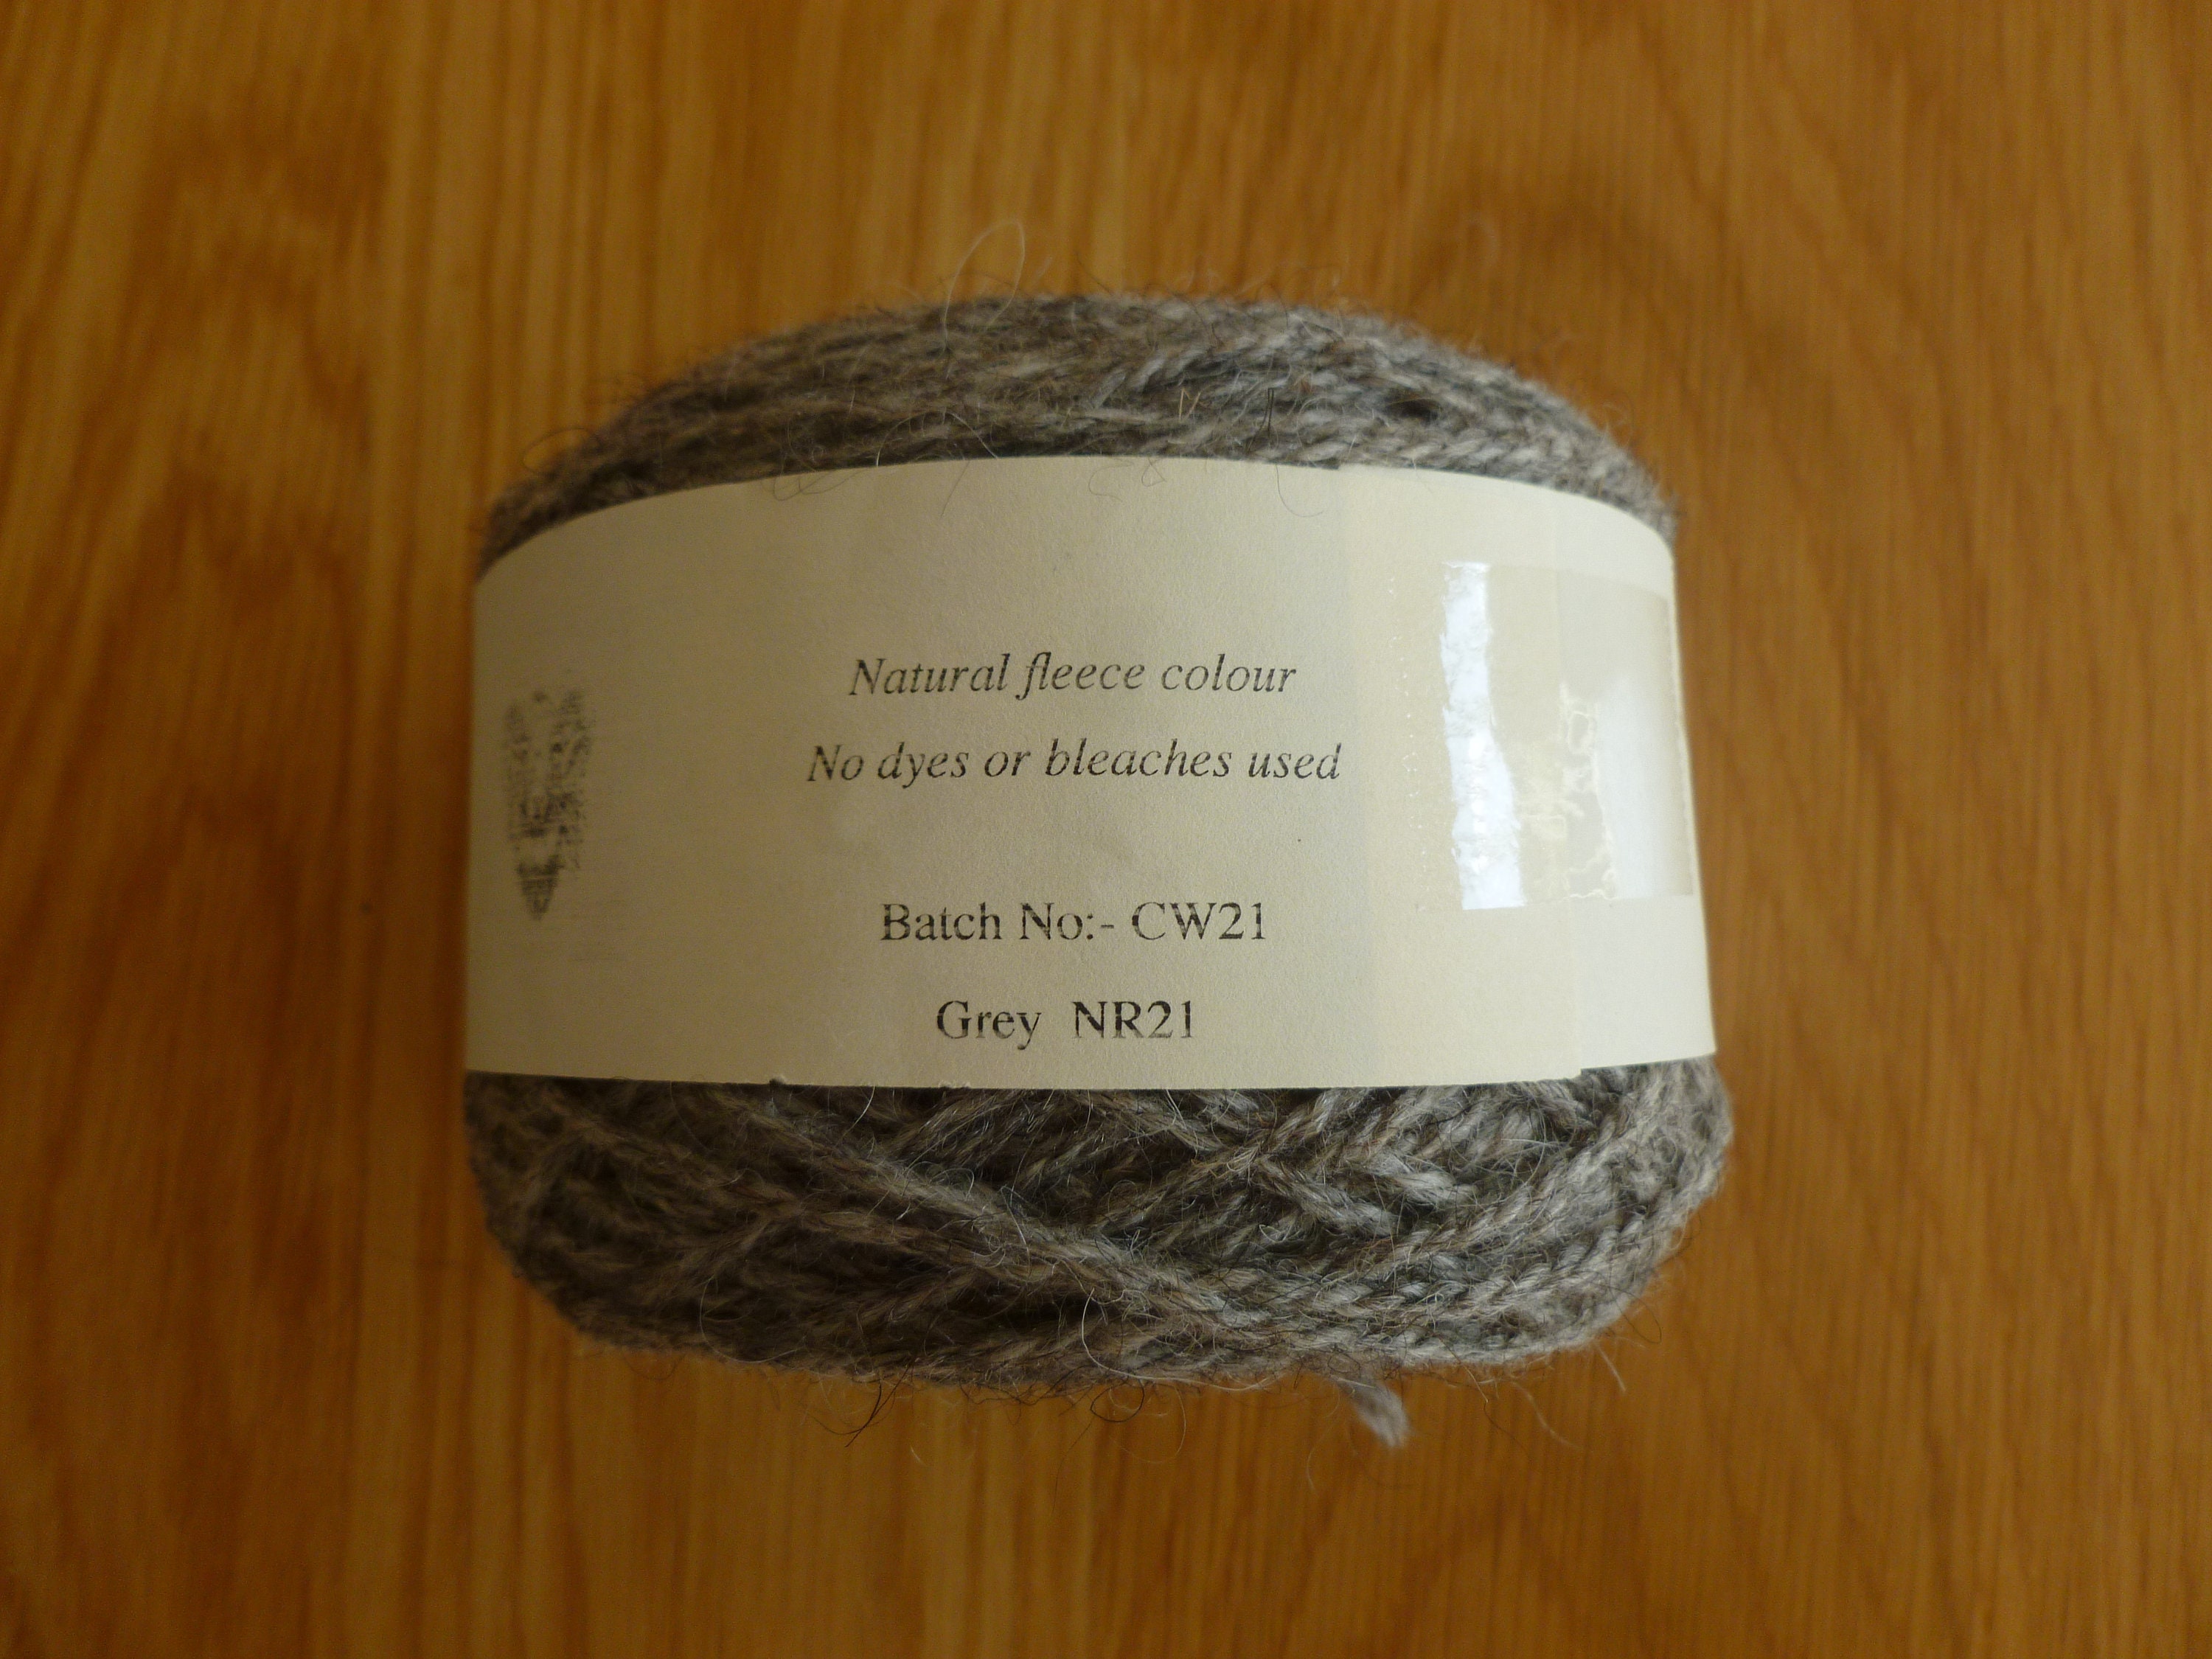 Natural fleece colour
No dyes or bleaches used
Batch No:- CW21
Grey NR21